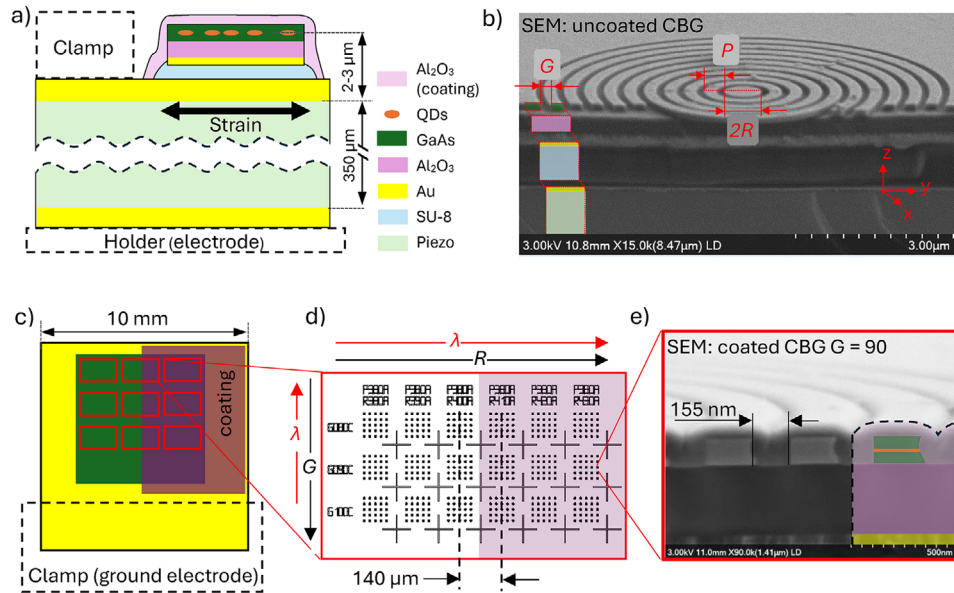 a)
Clamp
2-3 µm
Strain
350 µm
Holder (electrode)
Al₂O₃
(coating)
QDs
GaAs
Al₂O₃
Au
SU-8
Piezo
b)
SEM: uncoated CBG
G
P
2R
z
y
x
3.00kV 10.8mm X15.0k(8.47µm) LD
3.00µm
c)
10 mm
coating
Clamp (ground electrode)
d)
λ
R
λ
G
140 µm
e)
SEM: coated CBG G = 90
155 nm
3.00kV 11.0mm X90.0k(1.41µm) LD
500nm